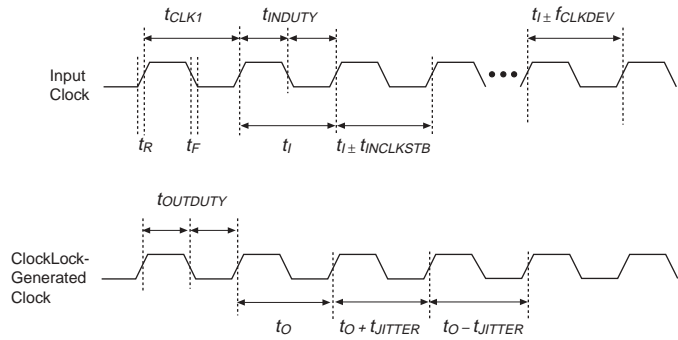 tCLK1 tINDUTY tI ± fCLKDEV
Input
Clock
tR tF tI tI ± tINCLKSTB
tOUTDUTY
ClockLock-
Generated
Clock
tO tO + tJITTER tO – tJITTER